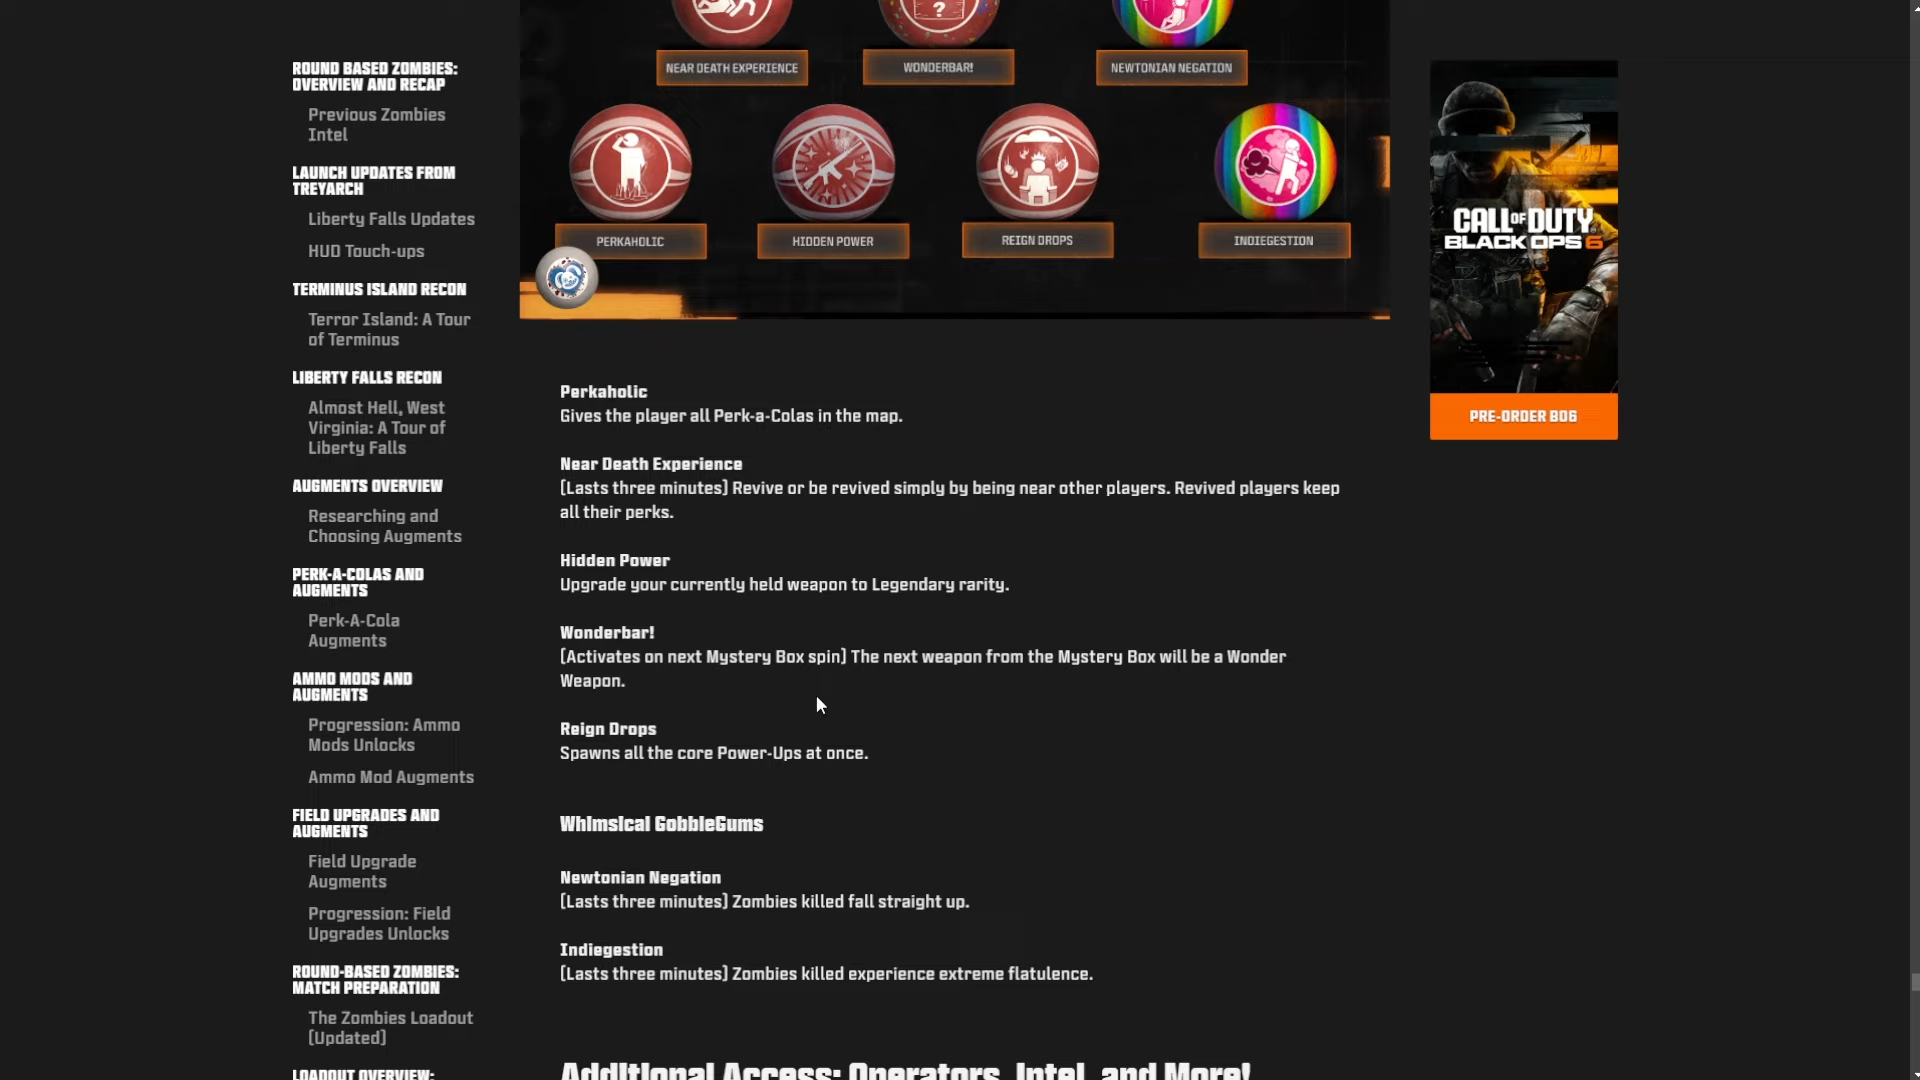 ROUND BASED ZOMBIES:
OVERVIEW AND RECAP
Previous Zombies
Intel
LAUNCH UPDATES FROM
TREYARCH
Liberty Falls Updates
HUD Touch-ups
TERMINUS ISLAND RECON
Terror Island: A Tour
of Terminus
LIBERTY FALLS RECON
Almost Hell, West
Virginia: A Tour of
Liberty Falls
AUGMENTS OVERVIEW
Researching and
Choosing Augments
PERK-A-COLAS AND
AUGMENTS
Perk-A-Cola
Augments
AMMO MODS AND
AUGMENTS
Progression: Ammo
Mods Unlocks
Ammo Mod Augments
FIELD UPGRADES AND
AUGMENTS
Field Upgrade
Augments
Progression: Field
Upgrades Unlocks
ROUND-BASED ZOMBIES:
MATCH PREPARATION
The Zombies Loadout
(Updated)
LOADOUT OVERVIEW:
NEAR DEATH EXPERIENCE
WONDERBAR!
NEWTONIAN NEGATION
?
PERKAHOLIC
HIDDEN POWER
REIGN DROPS
INDIEGESTION
Perkaholic
Gives the player all Perk-a-Colas in the map.
Near Death Experience
(Lasts three minutes) Revive or be revived simply by being near other players. Revived players keep
all their perks.
Hidden Power
Upgrade your currently held weapon to Legendary rarity.
Wonderbar!
(Activates on next Mystery Box spin) The next weapon from the Mystery Box will be a Wonder
Weapon.
Reign Drops
Spawns all the core Power-Ups at once.
Whimsical GobbleGums
Newtonian Negation
(Lasts three minutes) Zombies killed fall straight up.
Indiegestion
(Lasts three minutes) Zombies killed experience extreme flatulence.
Additional Access: Operators, Intel, and More!
CALL OF DUTY
BLACK OPS 6
PRE-ORDER BO6